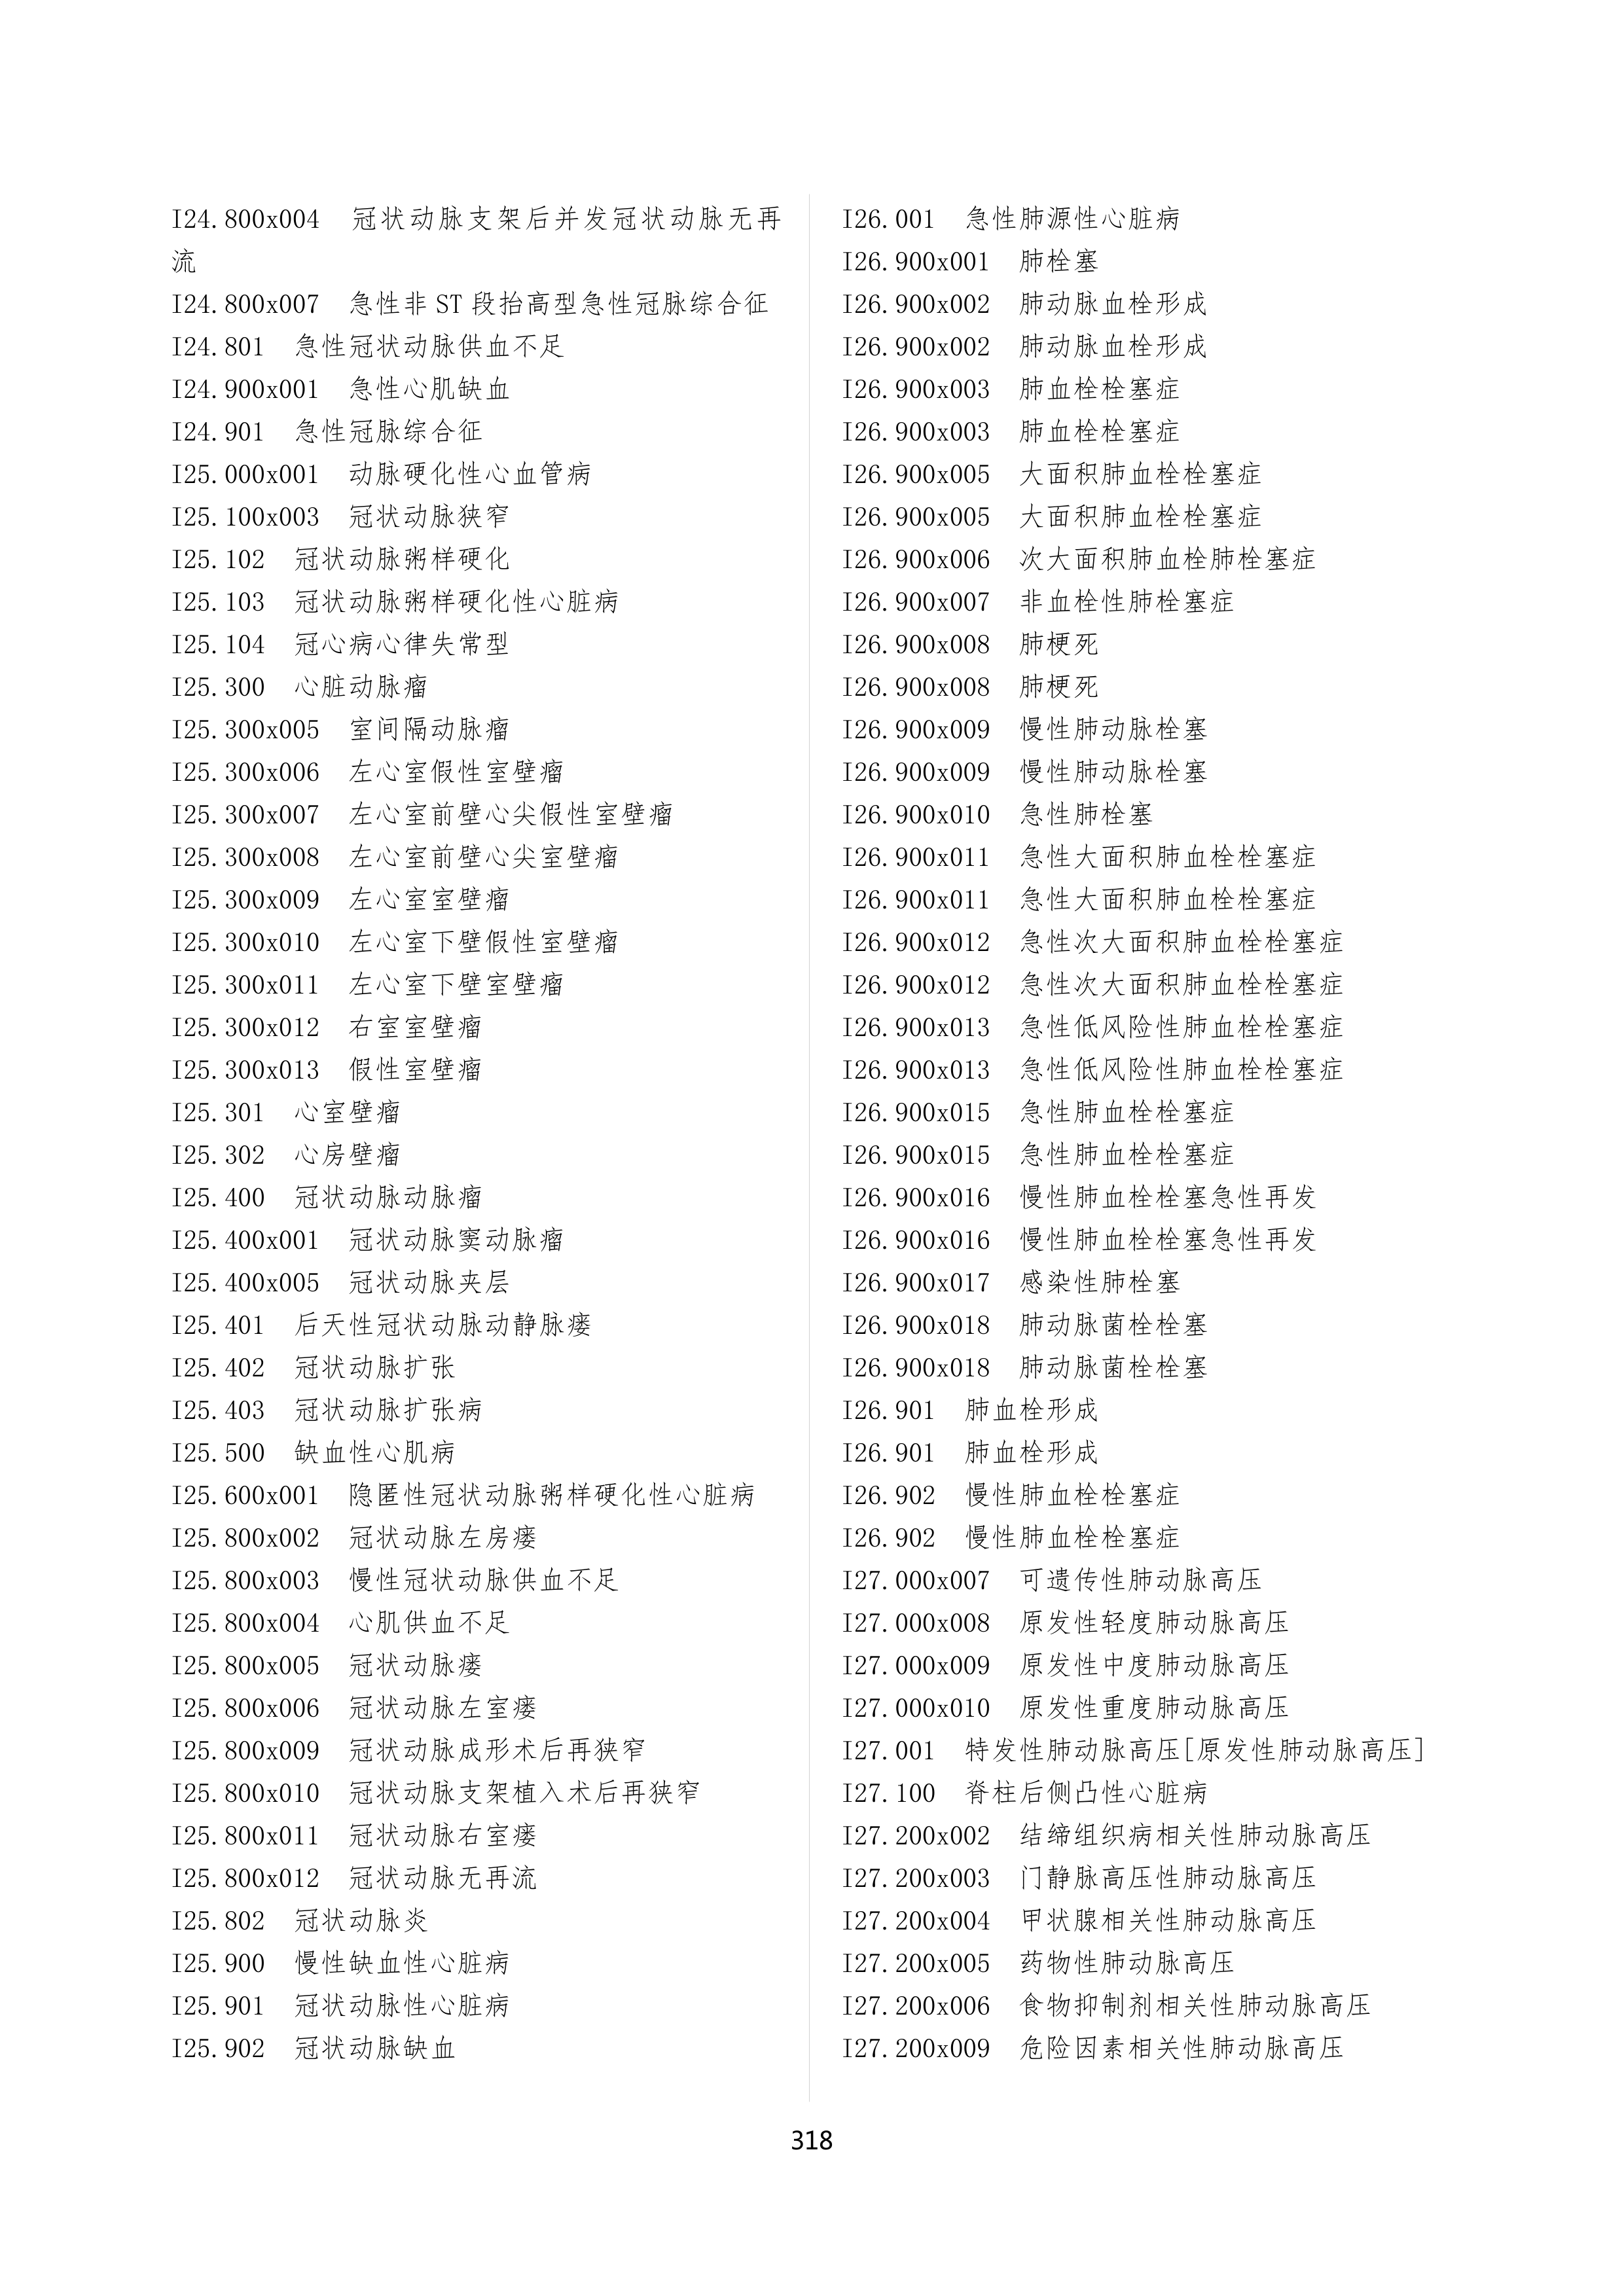 I24.800x004 冠状动脉支架后并发冠状动脉无再
流
I24.800x007 急性非 ST 段抬高型急性冠脉综合征
I24.801 急性冠状动脉供血不足
I24.900x001 急性心肌缺血
I24.901 急性冠脉综合征
I25.000x001 动脉硬化性心血管病
I25.100x003 冠状动脉狭窄
I25.102 冠状动脉粥样硬化
I25.103 冠状动脉粥样硬化性心脏病
I25.104 冠心病心律失常型
I25.300 心脏动脉瘤
I25.300x005 室间隔动脉瘤
I25.300x006 左心室假性室壁瘤
I25.300x007 左心室前壁心尖假性室壁瘤
I25.300x008 左心室前壁心尖室壁瘤
I25.300x009 左心室室壁瘤
I25.300x010 左心室下壁假性室壁瘤
I25.300x011 左心室下壁室壁瘤
I25.300x012 右室室壁瘤
I25.300x013 假性室壁瘤
I25.301 心室壁瘤
I25.302 心房壁瘤
I25.400 冠状动脉动脉瘤
I25.400x001 冠状动脉窦动脉瘤
I25.400x005 冠状动脉夹层
I25.401 后天性冠状动脉动静脉瘘
I25.402 冠状动脉扩张
I25.403 冠状动脉扩张病
I25.500 缺血性心肌病
I25.600x001 隐匿性冠状动脉粥样硬化性心脏病
I25.800x002 冠状动脉左房瘘
I25.800x003 慢性冠状动脉供血不足
I25.800x004 心肌供血不足
I25.800x005 冠状动脉瘘
I25.800x006 冠状动脉左室瘘
I25.800x009 冠状动脉成形术后再狭窄
I25.800x010 冠状动脉支架植入术后再狭窄
I25.800x011 冠状动脉右室瘘
I25.800x012 冠状动脉无再流
I25.802 冠状动脉炎
I25.900 慢性缺血性心脏病
I25.901 冠状动脉性心脏病
I25.902 冠状动脉缺血
I26.001 急性肺源性心脏病
I26.900x001 肺栓塞
I26.900x002 肺动脉血栓形成
I26.900x002 肺动脉血栓形成
I26.900x003 肺血栓栓塞症
I26.900x003 肺血栓栓塞症
I26.900x005 大面积肺血栓栓塞症
I26.900x005 大面积肺血栓栓塞症
I26.900x006 次大面积肺血栓肺栓塞症
I26.900x007 非血栓性肺栓塞症
I26.900x008 肺梗死
I26.900x008 肺梗死
I26.900x009 慢性肺动脉栓塞
I26.900x009 慢性肺动脉栓塞
I26.900x010 急性肺栓塞
I26.900x011 急性大面积肺血栓栓塞症
I26.900x011 急性大面积肺血栓栓塞症
I26.900x012 急性次大面积肺血栓栓塞症
I26.900x012 急性次大面积肺血栓栓塞症
I26.900x013 急性低风险性肺血栓栓塞症
I26.900x013 急性低风险性肺血栓栓塞症
I26.900x015 急性肺血栓栓塞症
I26.900x015 急性肺血栓栓塞症
I26.900x016 慢性肺血栓栓塞急性再发
I26.900x016 慢性肺血栓栓塞急性再发
I26.900x017 感染性肺栓塞
I26.900x018 肺动脉菌栓栓塞
I26.900x018 肺动脉菌栓栓塞
I26.901 肺血栓形成
I26.901 肺血栓形成
I26.902 慢性肺血栓栓塞症
I26.902 慢性肺血栓栓塞症
I27.000x007 可遗传性肺动脉高压
I27.000x008 原发性轻度肺动脉高压
I27.000x009 原发性中度肺动脉高压
I27.000x010 原发性重度肺动脉高压
I27.001 特发性肺动脉高压[原发性肺动脉高压]
I27.100 脊柱后侧凸性心脏病
I27.200x002 结缔组织病相关性肺动脉高压
I27.200x003 门静脉高压性肺动脉高压
I27.200x004 甲状腺相关性肺动脉高压
I27.200x005 药物性肺动脉高压
I27.200x006 食物抑制剂相关性肺动脉高压
I27.200x009 危险因素相关性肺动脉高压
318